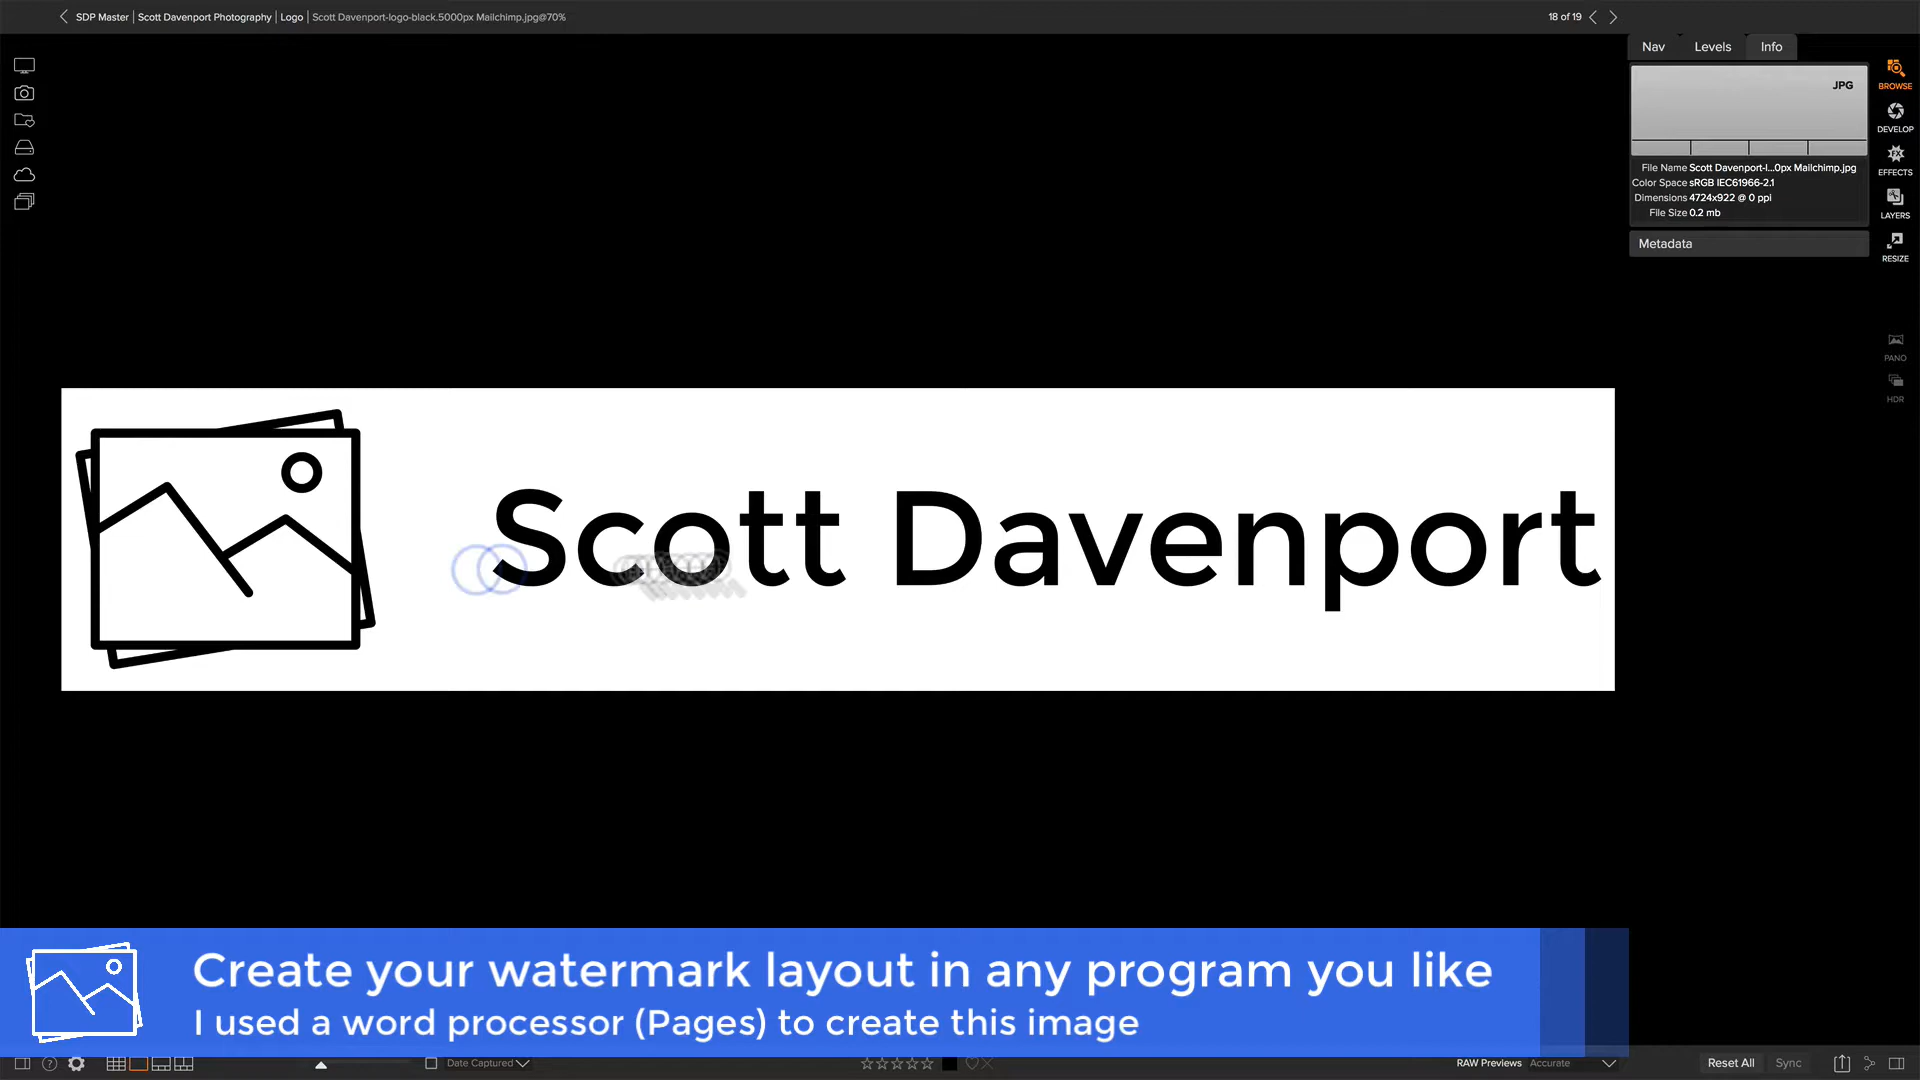 SDP Master | Scott Davenport Photography | Logo | Scott Davenport-logo-black.5000px Mailchimp.jpg@70%
18 of 19
Nav Levels Info
JPG
File Name Scott Davenport-l...0px Mailchimp.jpg
Color Space sRGB IEC61966-2.1
Dimensions 4724x922 @ 0 ppi
File Size 0.2 mb
Metadata
BROWSE
DEVELOP
EFFECTS
LAYERS
RESIZE
PANO
HDR
Scott Davenport
Create your watermark layout in any program you like
I used a word processor (Pages) to create this image
Date Captured
RAW Previews Accurate
Reset All Sync